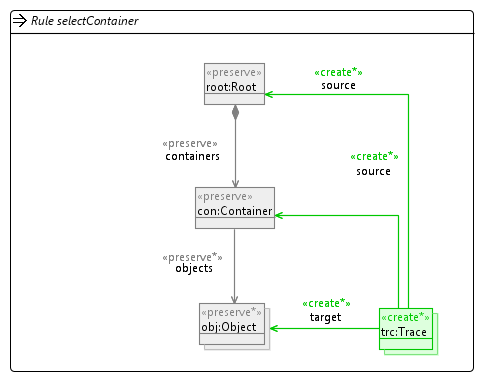 Rule selectContainer
«preserve»
root:Root
«create*»
source
«preserve»
containers
«create*»
source
«preserve»
con:Container
«preserve*»
objects
«preserve*»
obj:Object
«create*»
target
«create*»
trc:Trace